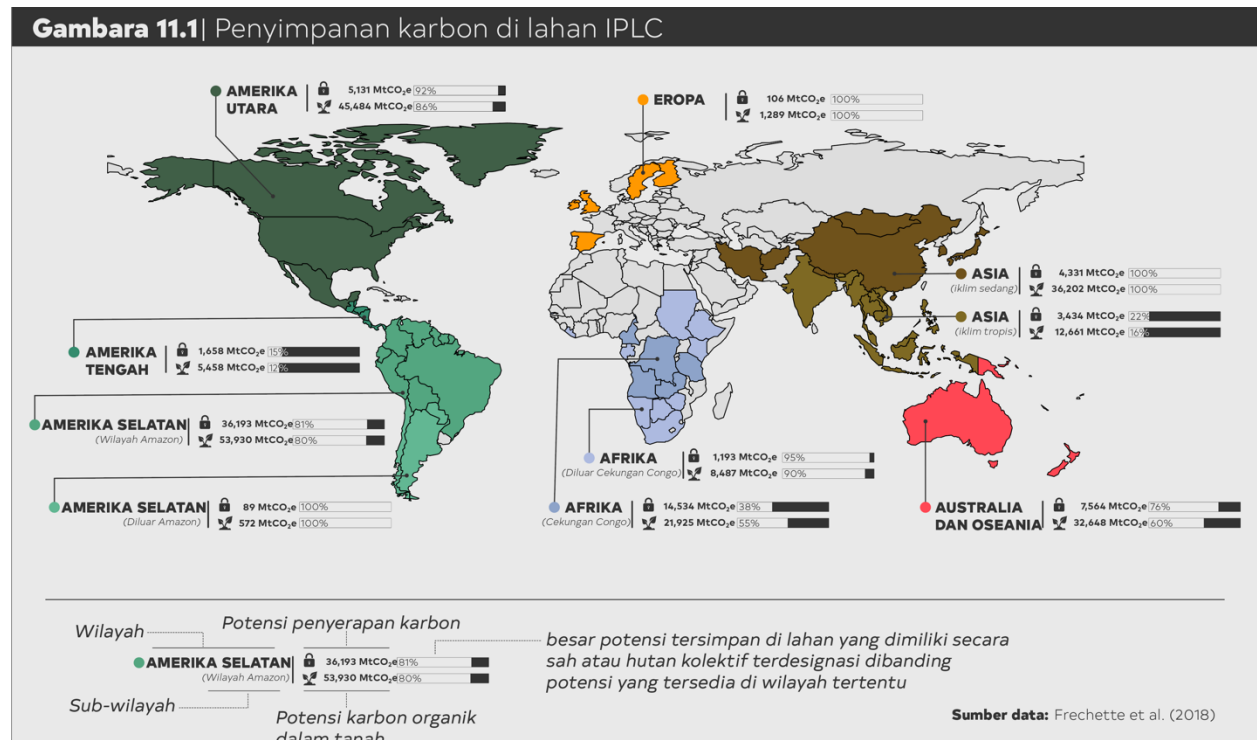 Gambara 11.1| Penyimpanan karbon di lahan IPLC
AMERIKA UTARA
5,131 MtCO₂e 92%
45,484 MtCO₂e 86%
EROPA
106 MtCO₂e 100%
1,289 MtCO₂e 100%
ASIA
(iklim sedang)
4,331 MtCO₂e 100%
36,202 MtCO₂e 100%
ASIA
(iklim tropis)
3,434 MtCO₂e 22%
12,661 MtCO₂e 16%
AMERIKA TENGAH
1,658 MtCO₂e 15%
5,458 MtCO₂e 12%
AMERIKA SELATAN
(Wilayah Amazon)
36,193 MtCO₂e 81%
53,930 MtCO₂e 80%
AFRIKA
(Diluar Cekungan Congo)
1,193 MtCO₂e 95%
8,487 MtCO₂e 90%
AMERIKA SELATAN
(Diluar Amazon)
89 MtCO₂e 100%
572 MtCO₂e 100%
AFRIKA
(Cekungan Congo)
14,534 MtCO₂e 38%
21,925 MtCO₂e 55%
AUSTRALIA
DAN OSEANIA
7,564 MtCO₂e 76%
32,648 MtCO₂e 60%
Wilayah
Potensi penyerapan karbon
AMERIKA SELATAN
(Wilayah Amazon)
36,193 MtCO₂e 81%
53,930 MtCO₂e 80%
besar potensi tersimpan di lahan yang dimiliki secara
sah atau hutan kolektif terdesignasi dibanding
potensi yang tersedia di wilayah tertentu
Sub-wilayah
Potensi karbon organik
dalam tanah
Sumber data: Frechette et al. (2018)